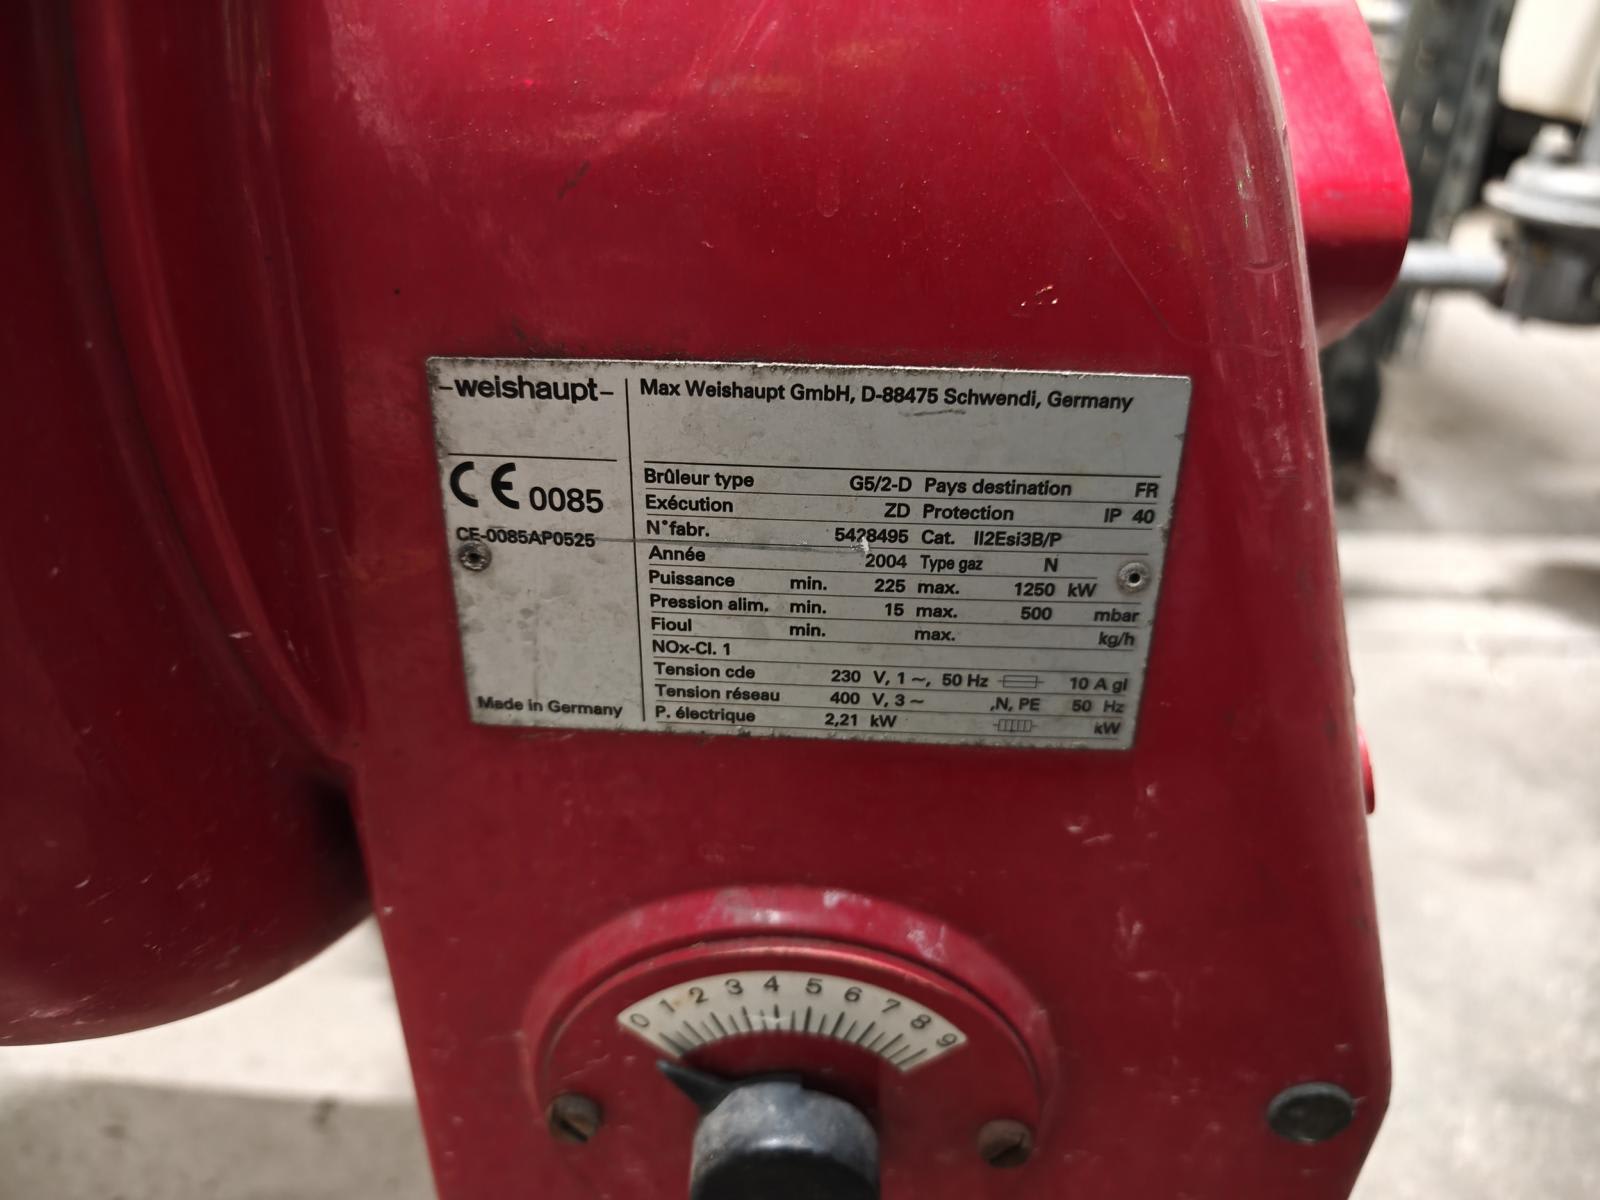 -weishaupt-
Max Weishaupt GmbH, D-88475 Schwendi, Germany
CE 0085
CE-0085AP0525
Made in Germany
Brûleur type G5/2-D Pays destination FR
Exécution ZD Protection IP 40
N°fabr. 5428495 Cat. II2Esi3B/P
Année 2004 Type gaz N
Puissance min. 225 max. 1250 kW
Pression alim. min. 15 max. 500 mbar
Fioul min. max. kg/h
NOx-Cl. 1
Tension cde 230 V, 1 ~, 50 Hz 10 A gl
Tension réseau 400 V, 3 ~ ,N, PE 50 Hz
P. électrique 2,21 kW kW
0 1 2 3 4 5 6 7 8 9